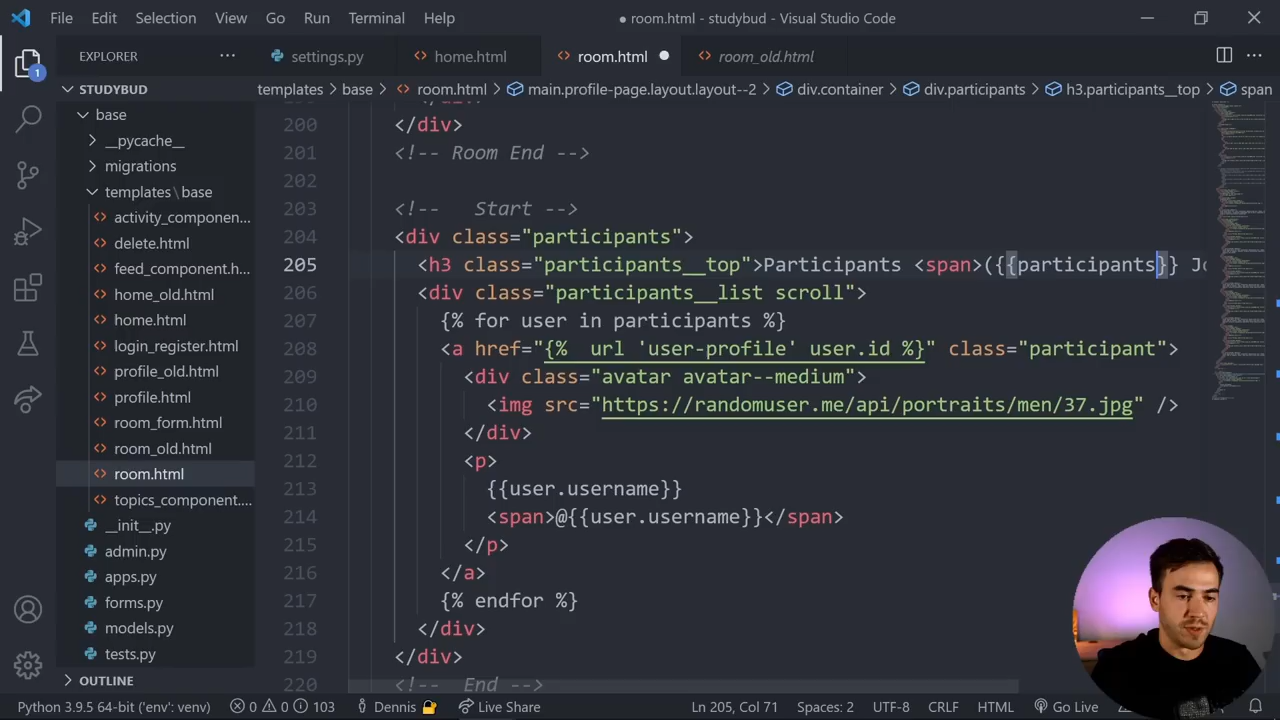 File Edit Selection View Go Run Terminal Help
● room.html - studybud - Visual Studio Code
EXPLORER ···
settings.py
home.html
room.html ●
room_old.html
1
STUDYBUD
templates > base > room.html > main.profile-page.layout.layout--2 > div.container > div.participants > h3.participants__top > span
base
__pycache__
migrations
templates\base
activity_componen...
delete.html
feed_component.h...
home_old.html
home.html
login_register.html
profile_old.html
profile.html
room_form.html
room_old.html
room.html
topics_component....
__init__.py
admin.py
apps.py
forms.py
models.py
tests.py
OUTLINE
200 </div>
201 <!-- Room End -->
202
203 <!--   Start -->
204 <div class="participants">
205 <h3 class="participants__top">Participants <span>({{participants}} Jo
206 <div class="participants__list scroll">
207 {% for user in participants %}
208 <a href="{%  url 'user-profile' user.id %}" class="participant">
209 <div class="avatar avatar--medium">
210 <img src="https://randomuser.me/api/portraits/men/37.jpg" />
211 </div>
212 <p>
213 {{user.username}}
214 <span>@{{user.username}}</span>
215 </p>
216 </a>
217 {% endfor %}
218 </div>
219 </div>
220 <!--  End -->
Python 3.9.5 64-bit ('env': venv) 0 0 103 Dennis Live Share Ln 205, Col 71 Spaces: 2 UTF-8 CRLF HTML Go Live